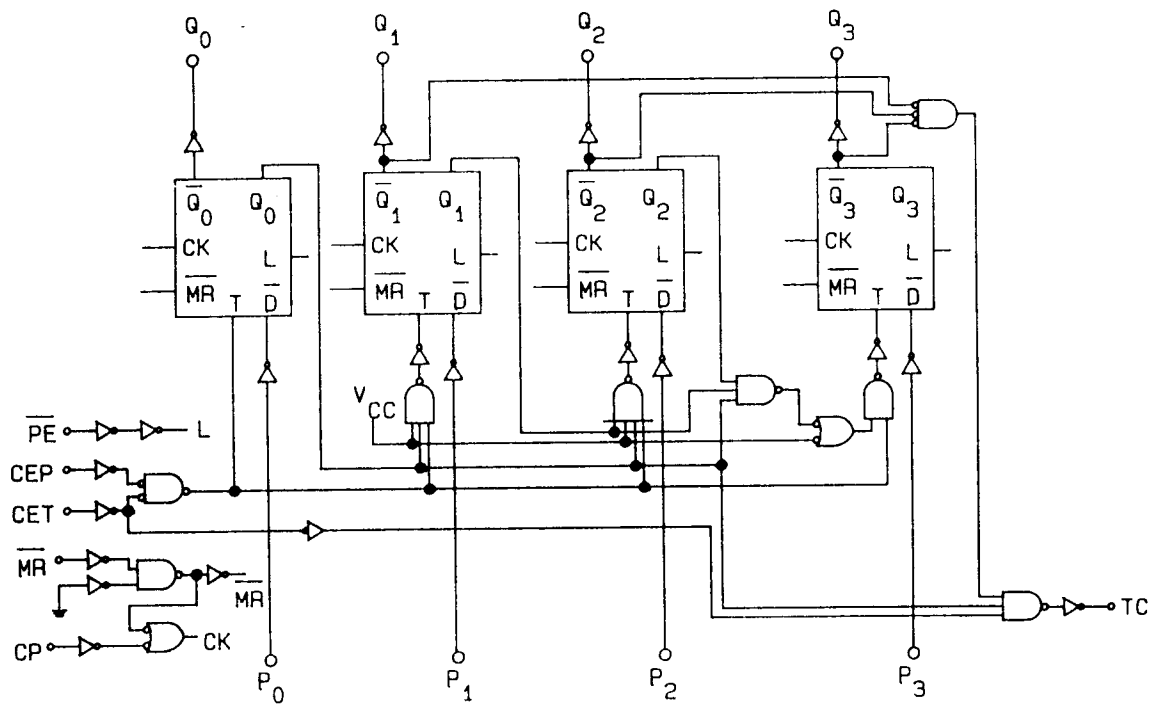 Q0 Q1 Q2 Q3
Q̅0 Q0 Q̅1 Q1 Q̅2 Q2 Q̅3 Q3
CK L CK L CK L CK L
M̅R̅ T D̅ M̅R̅ T D̅ M̅R̅ T D̅ M̅R̅ T D̅
VCC
P̅E̅ L
CEP
CET
M̅R̅ M̅R̅
TC
CP CK
P0 P1 P2 P3